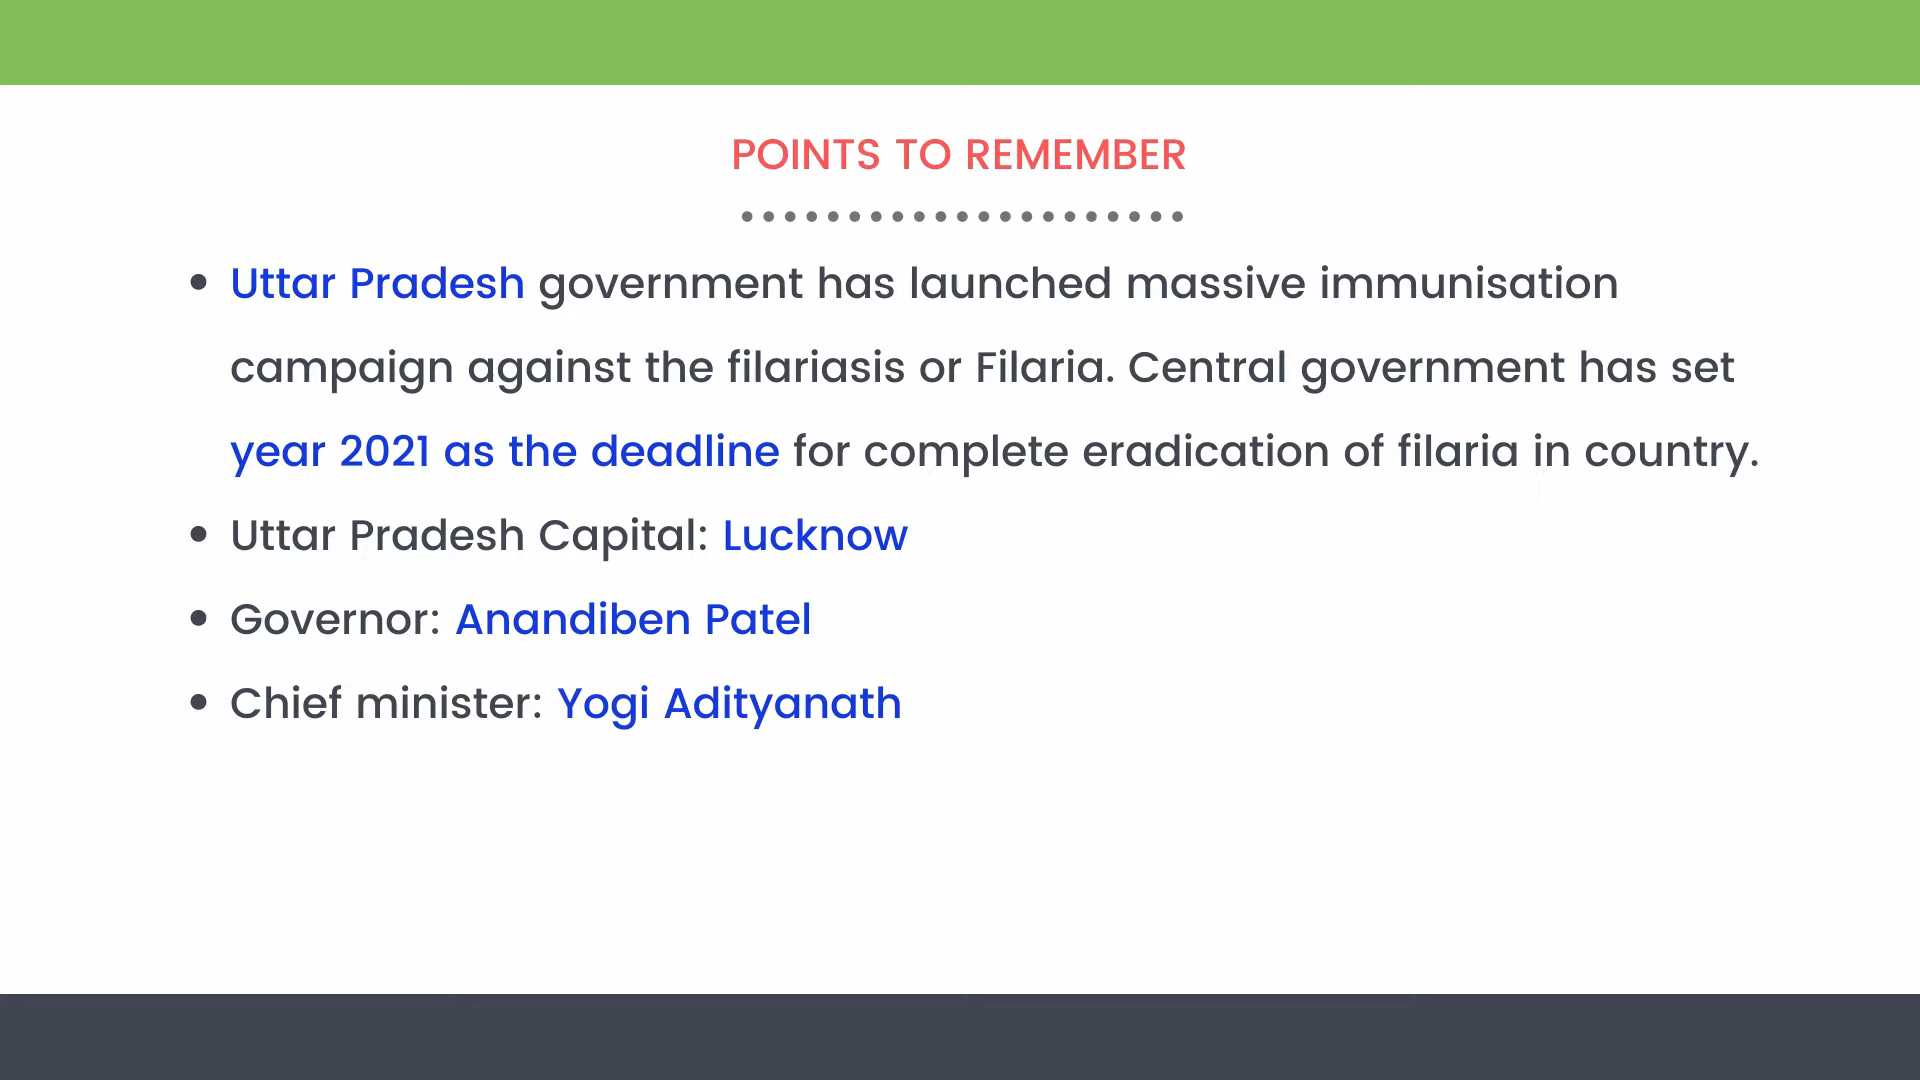 POINTS TO REMEMBER
• Uttar Pradesh government has launched massive immunisation
campaign against the filariasis or Filaria. Central government has set
year 2021 as the deadline for complete eradication of filaria in country.
• Uttar Pradesh Capital: Lucknow
• Governor: Anandiben Patel
• Chief minister: Yogi Adityanath